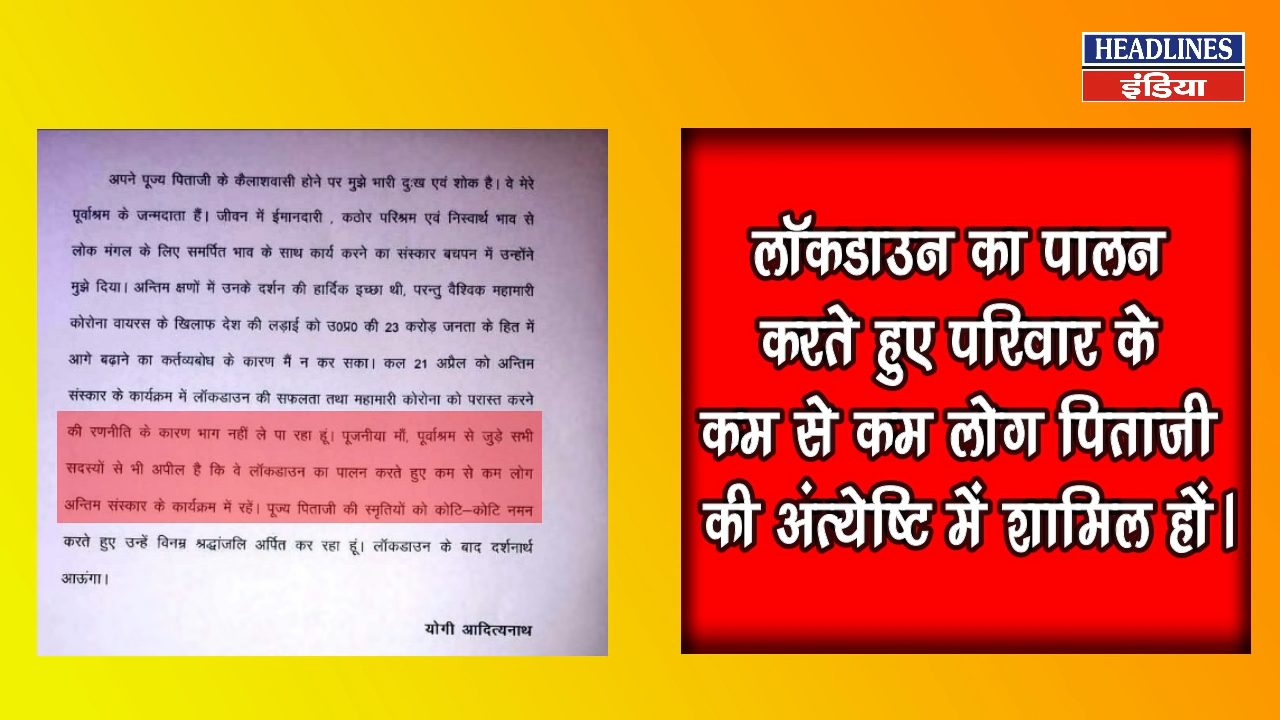 HEADLINES
इंडिया
अपने पूज्य पिताजी के कैलाशवासी होने पर मुझे भारी दुःख एवं शोक है। वे मेरे
पूर्वाश्रम के जन्मदाता हैं। जीवन में ईमानदारी , कठोर परिश्रम एवं निस्वार्थ भाव से
लोक मंगल के लिए समर्पित भाव के साथ कार्य करने का संस्कार बचपन में उन्होंने
मुझे दिया। अन्तिम क्षणों में उनके दर्शन की हार्दिक इच्छा थी, परन्तु वैश्विक महामारी
कोरोना वायरस के खिलाफ देश की लड़ाई को उ0प्र0 की 23 करोड़ जनता के हित में
आगे बढ़ाने का कर्तव्यबोध के कारण मैं न कर सका। कल 21 अप्रैल को अन्तिम
संस्कार के कार्यक्रम में लॉकडाउन की सफलता तथा महामारी कोरोना को परास्त करने
की रणनीति के कारण भाग नहीं ले पा रहा हूं। पूजनीया माँ, पूर्वाश्रम से जुड़े सभी
सदस्यों से भी अपील है कि वे लॉकडाउन का पालन करते हुए कम से कम लोग
अन्तिम संस्कार के कार्यक्रम में रहें। पूज्य पिताजी की स्मृतियों को कोटि–कोटि नमन
करते हुए उन्हें विनम्र श्रद्धांजलि अर्पित कर रहा हूं। लॉकडाउन के बाद दर्शनार्थ
आऊंगा।
योगी आदित्यनाथ
लॉकडाउन का पालन
करते हुए परिवार के
कम से कम लोग पिताजी
की अंत्येष्टि में शामिल हों।